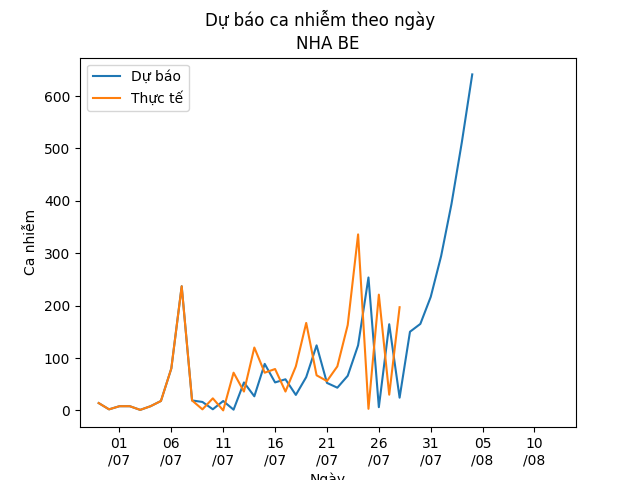 Dự báo ca nhiễm theo ngày
NHA BE
Dự báo
Thực tế
Ca nhiễm
600
500
400
300
200
100
0
01 06 11 16 21 26 31 05 10
/07 /07 /07 /07 /07 /07 /07 /08 /08
Ngày